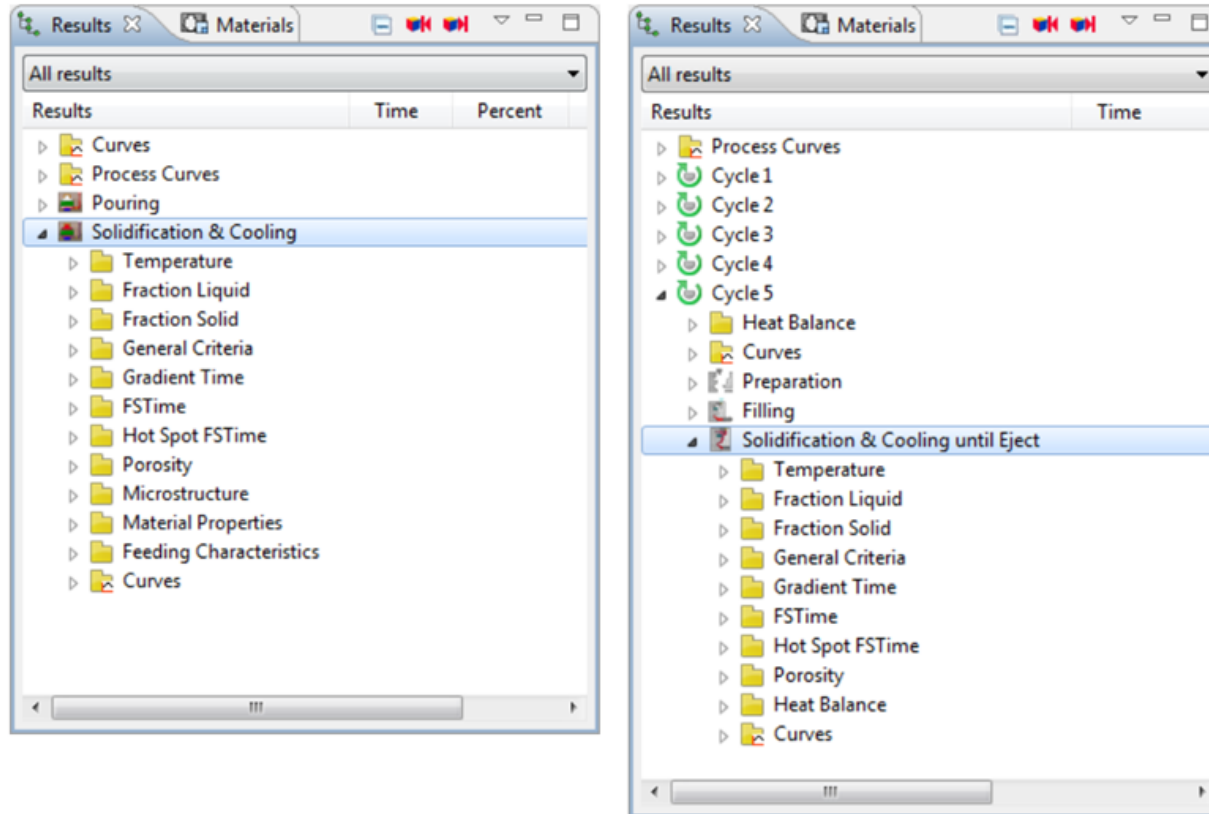 Results Materials
All results
Results Time Percent
Curves
Process Curves
Pouring
Solidification & Cooling
Temperature
Fraction Liquid
Fraction Solid
General Criteria
Gradient Time
FSTime
Hot Spot FSTime
Porosity
Microstructure
Material Properties
Feeding Characteristics
Curves
Results Materials
All results
Results Time
Process Curves
Cycle 1
Cycle 2
Cycle 3
Cycle 4
Cycle 5
Heat Balance
Curves
Preparation
Filling
Solidification & Cooling until Eject
Temperature
Fraction Liquid
Fraction Solid
General Criteria
Gradient Time
FSTime
Hot Spot FSTime
Porosity
Heat Balance
Curves